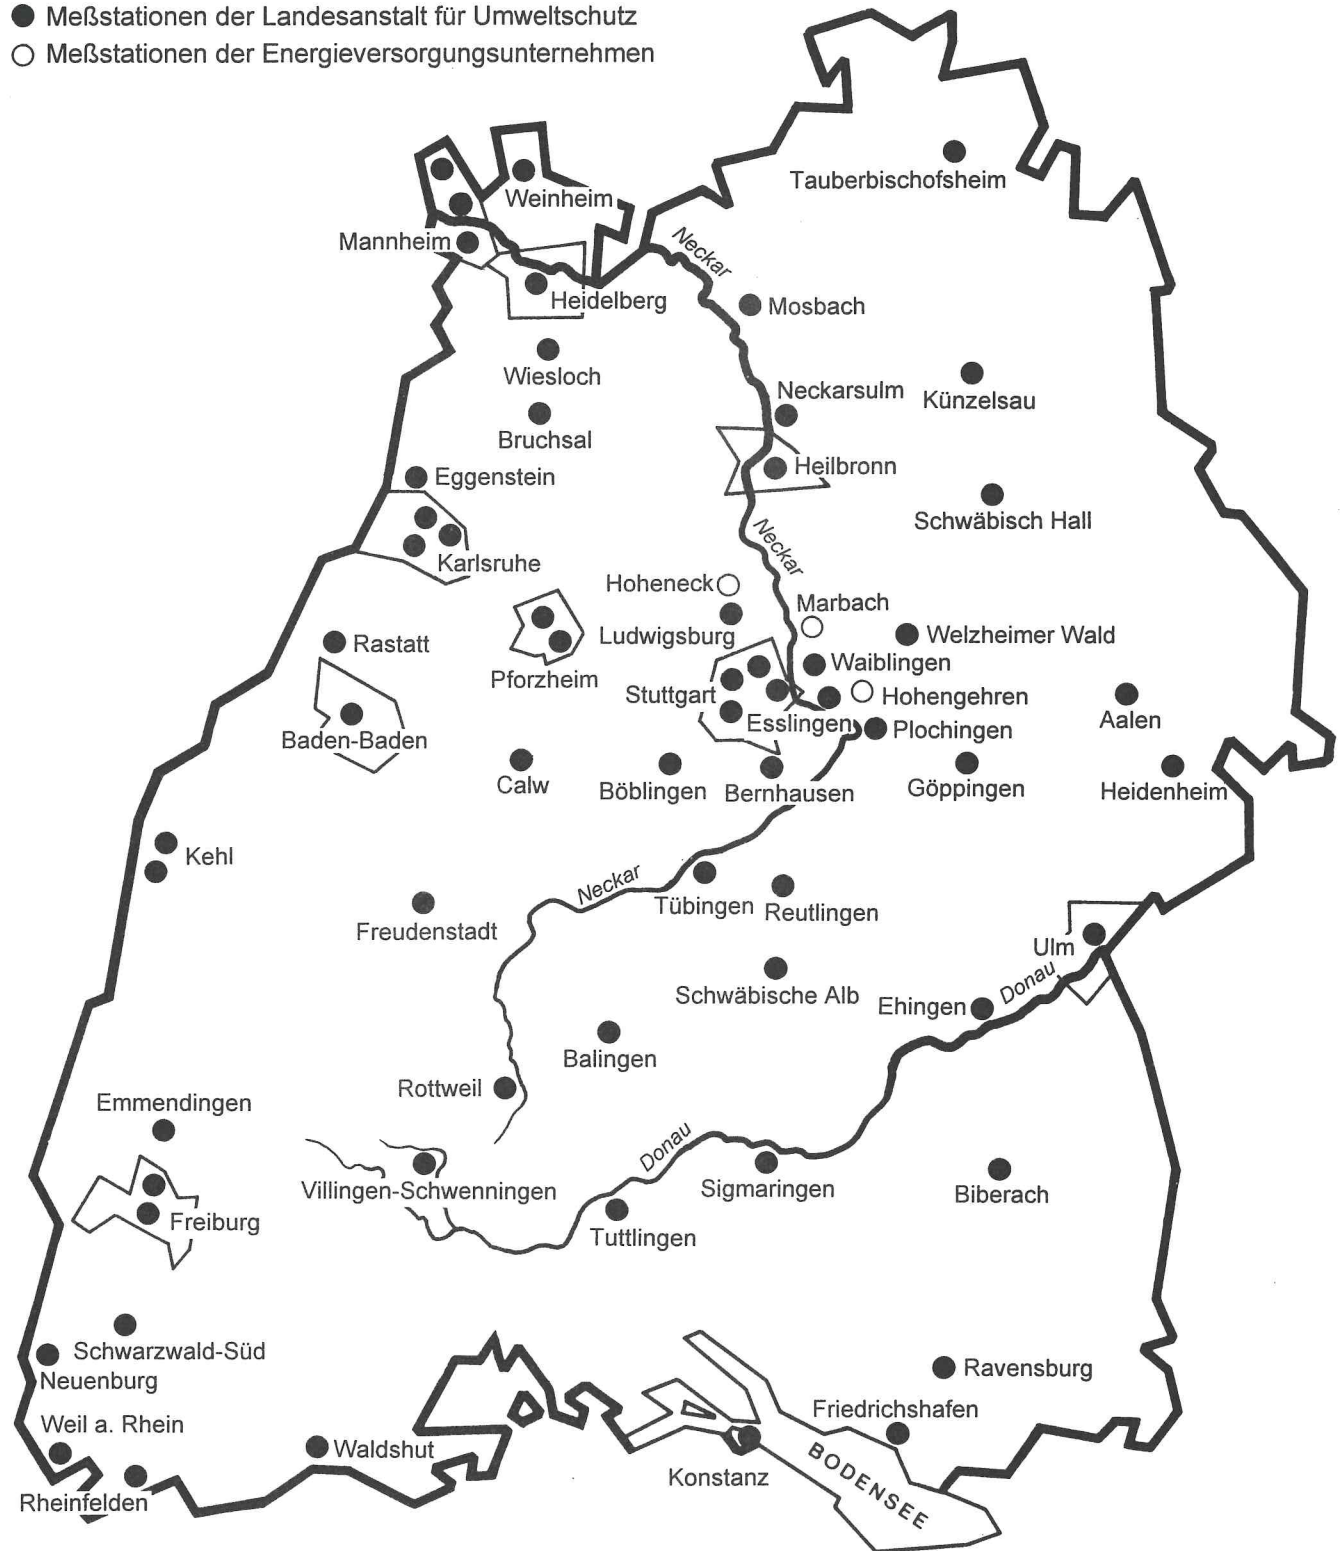 Meßstationen der Landesanstalt für Umweltschutz
Meßstationen der Energieversorgungsunternehmen
Tauberbischofsheim
Weinheim
Mannheim
Neckar
Heidelberg
Mosbach
Wiesloch
Neckarsulm
Künzelsau
Bruchsal
Heilbronn
Eggenstein
Schwäbisch Hall
Neckar
Karlsruhe
Hoheneck
Marbach
Ludwigsburg
Welzheimer Wald
Rastatt
Waiblingen
Pforzheim
Stuttgart
Hohengehren
Esslingen
Aalen
Plochingen
Baden-Baden
Calw
Böblingen
Bernhausen
Göppingen
Heidenheim
Kehl
Neckar
Tübingen
Reutlingen
Freudenstadt
Ulm
Donau
Schwäbische Alb
Ehingen
Balingen
Rottweil
Emmendingen
Donau
Villingen-Schwenningen
Sigmaringen
Biberach
Freiburg
Tuttlingen
Schwarzwald-Süd
Neuenburg
Ravensburg
Weil a. Rhein
Friedrichshafen
Waldshut
Konstanz
BODENSEE
Rheinfelden